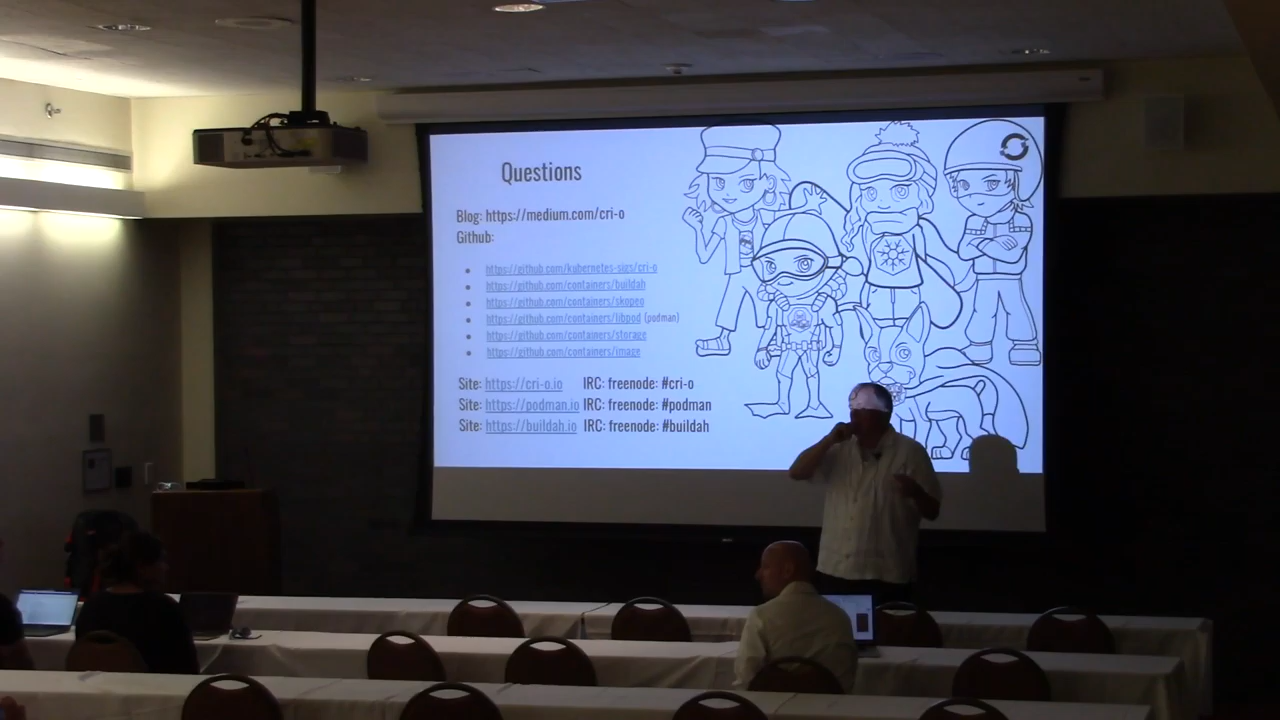 Questions
Blog: https://medium.com/cri-o
Github:
https://github.com/kubernetes-sigs/cri-o
https://github.com/containers/buildah
https://github.com/containers/skopeo
https://github.com/containers/libpod (podman)
https://github.com/containers/storage
https://github.com/containers/image
Site: https://cri-o.io IRC: freenode: #cri-o
Site: https://podman.io IRC: freenode: #podman
Site: https://buildah.io IRC: freenode: #buildah